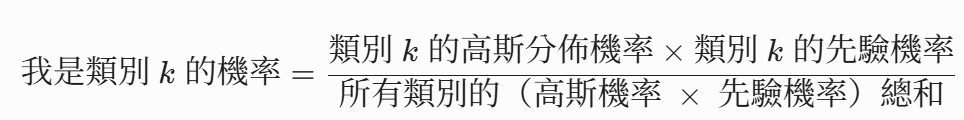 我是類別 k 的機率 = 類別 k 的高斯分佈機率 × 類別 k 的先驗機率
所有類別的（高斯機率 × 先驗機率）總和